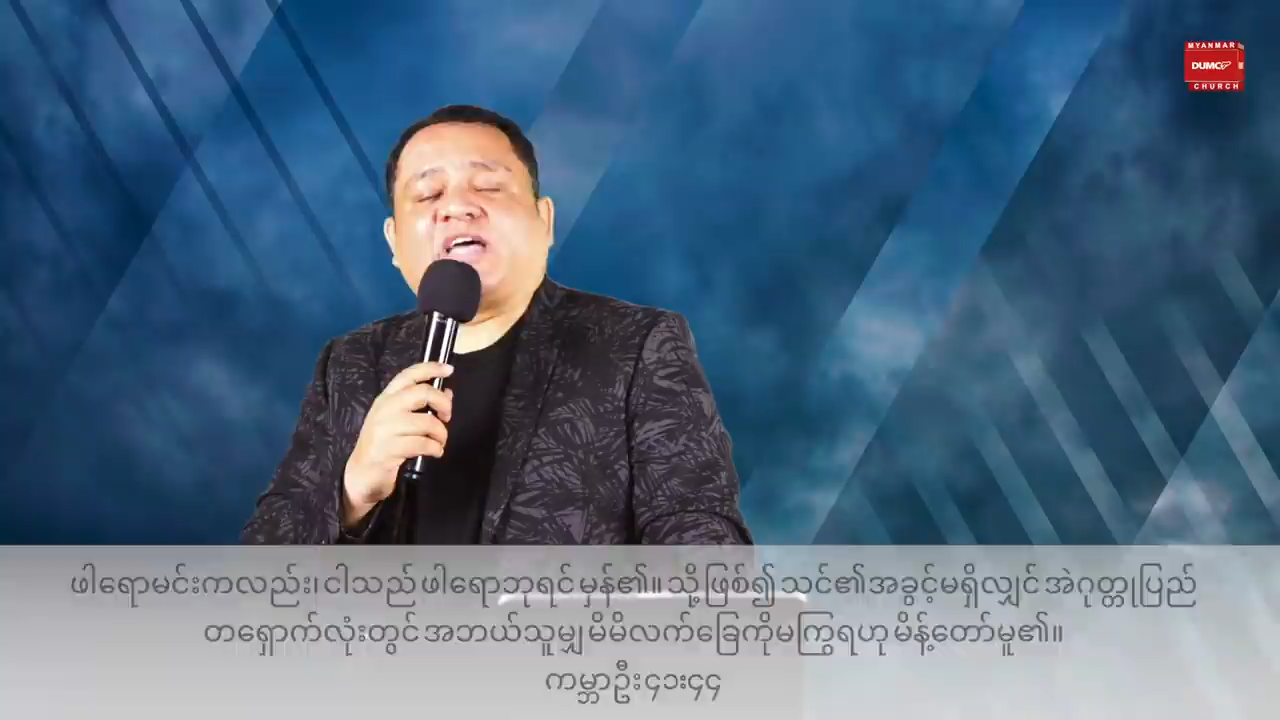 MYANMAR
DUMC
CHURCH
ဖါရောမင်းကလည်း၊ ငါသည်ဖါရောဘုရင်မှန်၏။ သို့ဖြစ်၍ သင်၏အခွင့်မရှိလျှင် အဲဂုတ္တုပြည်
တရှောက်လုံးတွင် အဘယ်သူမျှ မိမိလက်ခြေကိုမကြွရဟု မိန့်တော်မူ၏။
ကမ္ဘာဦး ၄၁း၄၄